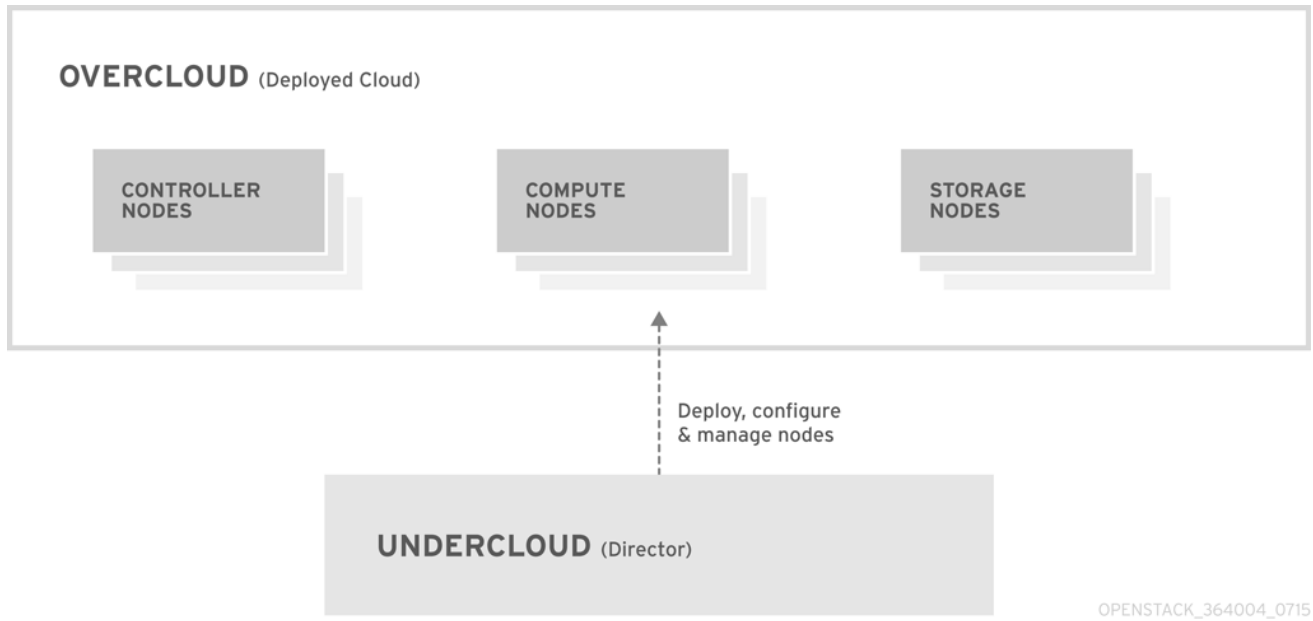 OVERCLOUD (Deployed Cloud)
CONTROLLER
NODES
COMPUTE
NODES
STORAGE
NODES
Deploy, configure
& manage nodes
UNDERCLOUD (Director)
OPENSTACK_364004_0715